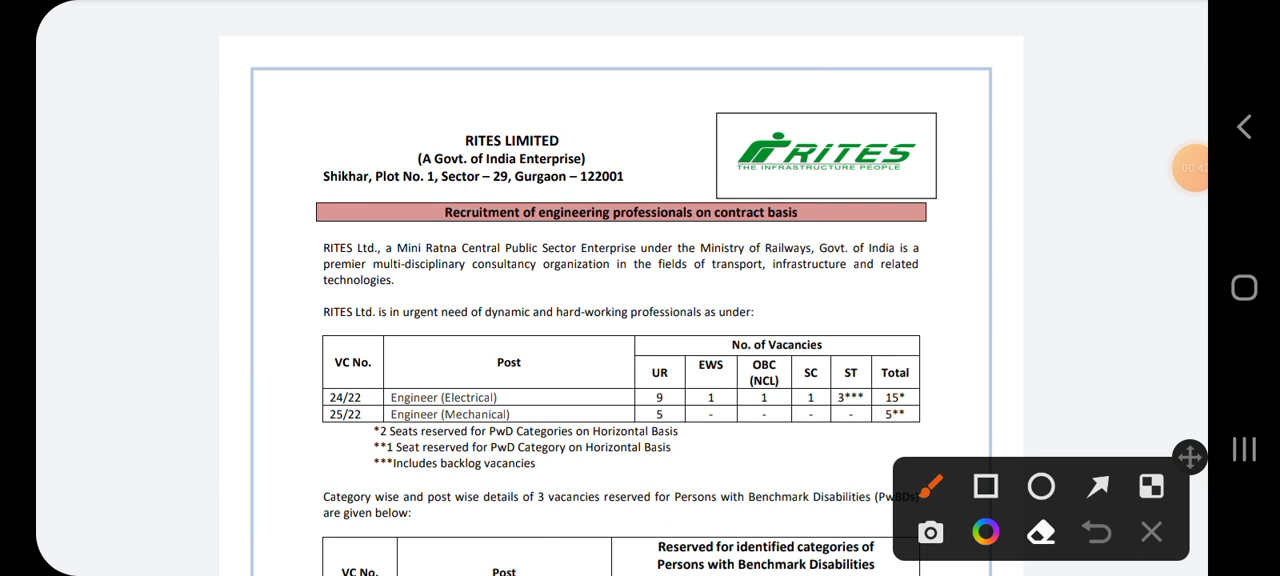 RITES LIMITED
(A Govt. of India Enterprise)
Shikhar, Plot No. 1, Sector – 29, Gurgaon – 122001
RITES
THE INFRASTRUCTURE PEOPLE
Recruitment of engineering professionals on contract basis
RITES Ltd., a Mini Ratna Central Public Sector Enterprise under the Ministry of Railways, Govt. of India is a
premier multi-disciplinary consultancy organization in the fields of transport, infrastructure and related
technologies.
RITES Ltd. is in urgent need of dynamic and hard-working professionals as under:
VC No. Post No. of Vacancies
UR EWS OBC (NCL) SC ST Total
24/22 Engineer (Electrical) 9 1 1 1 3*** 15*
25/22 Engineer (Mechanical) 5 - - - - 5**
*2 Seats reserved for PwD Categories on Horizontal Basis
**1 Seat reserved for PwD Category on Horizontal Basis
***Includes backlog vacancies
Category wise and post wise details of 3 vacancies reserved for Persons with Benchmark Disabilities (PwBDs)
are given below:
VC No. Post Reserved for identified categories of
Persons with Benchmark Disabilities